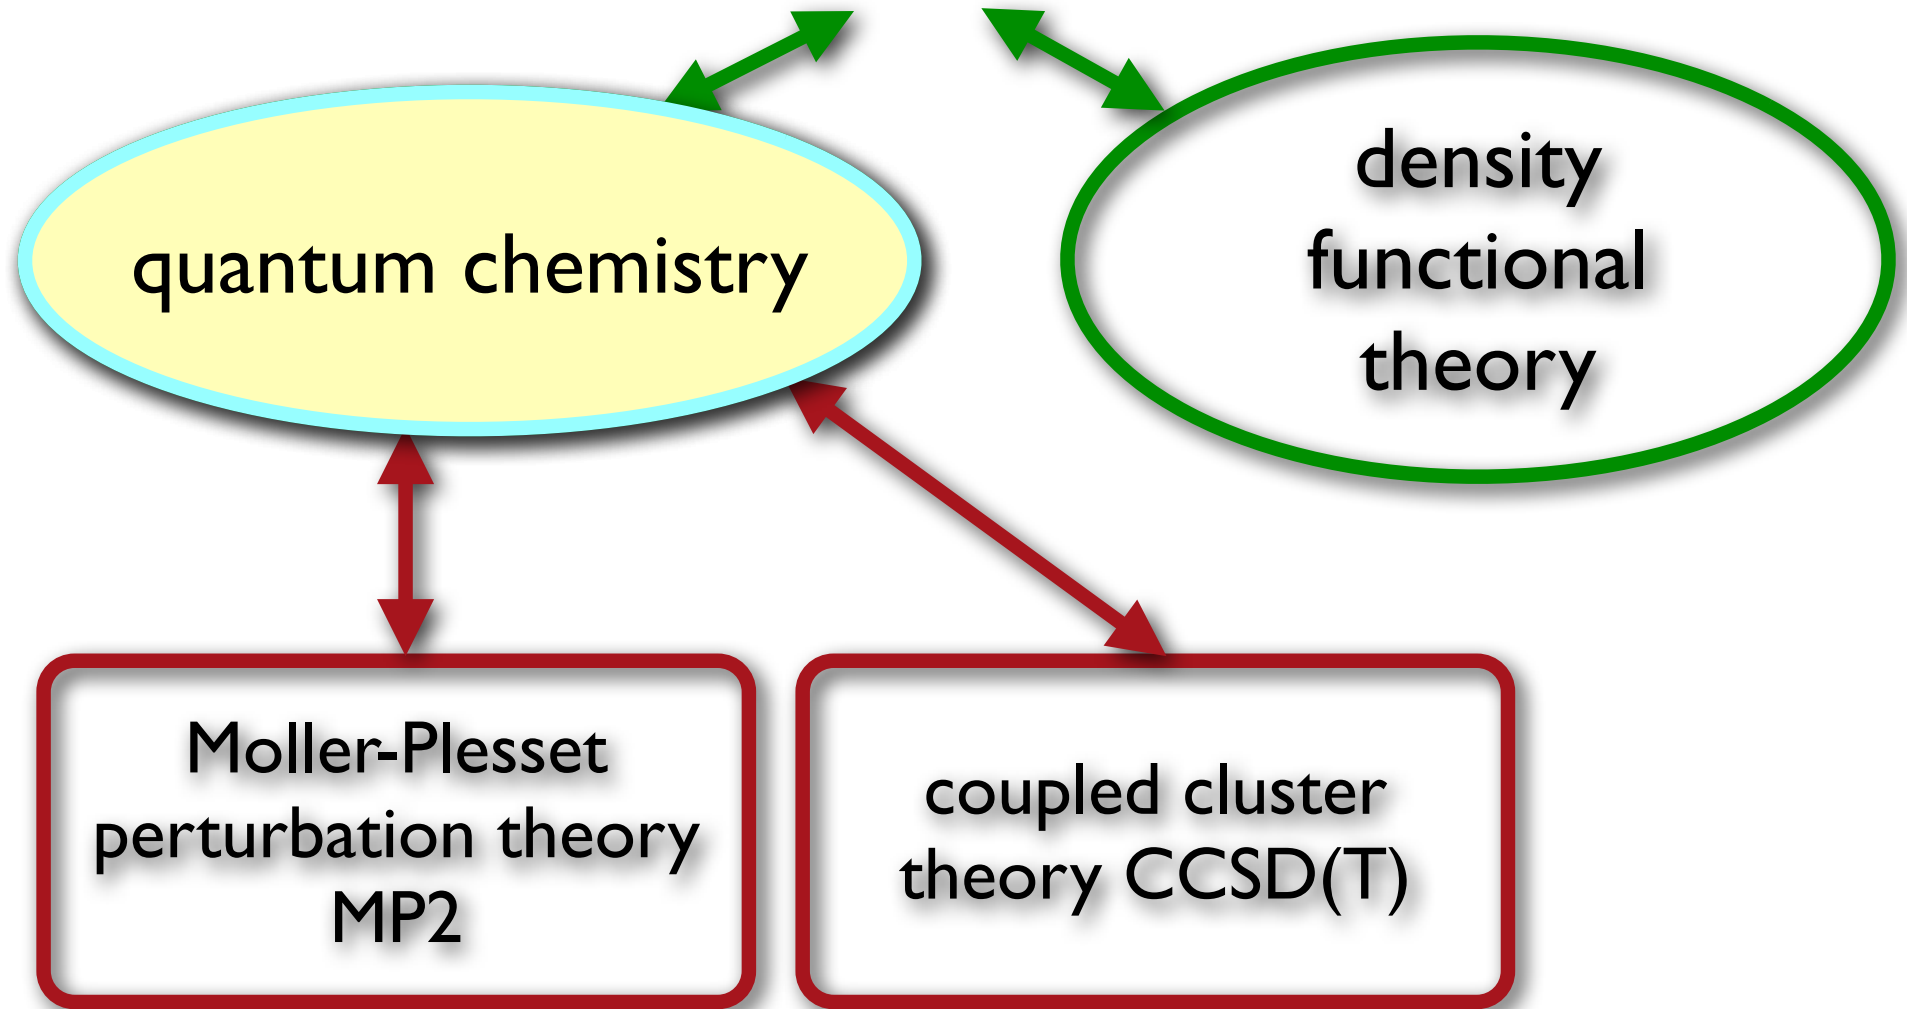 quantum chemistry
density
functional
theory
Moller-Plesset
perturbation theory
MP2
coupled cluster
theory CCSD(T)